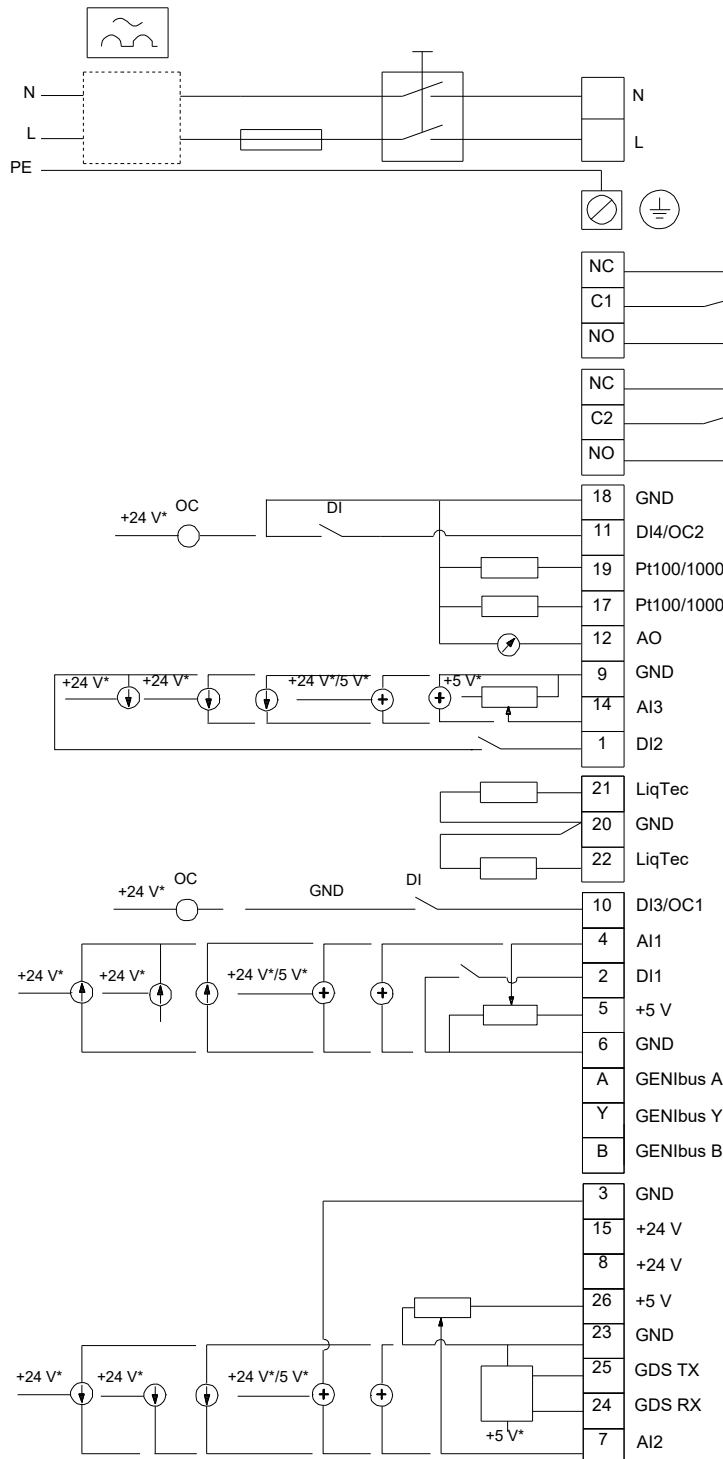 N N
L L
PE
NC
C1
NO
NC
C2
NO
18 GND
+24 V* OC DI 11 DI4/OC2
19 Pt100/1000
17 Pt100/1000
12 AO
9 GND
+24 V* +24 V* +24 V*/5 V* +5 V*
14 AI3
1 DI2
21 LiqTec
20 GND
22 LiqTec
+24 V* OC GND DI 10 DI3/OC1
4 AI1
+24 V* +24 V* +24 V*/5 V* 2 DI1
5 +5 V
6 GND
A GENIbus A
Y GENIbus Y
B GENIbus B
3 GND
15 +24 V
8 +24 V
26 +5 V
23 GND
+24 V* +24 V* +24 V*/5 V* 25 GDS TX
24 GDS RX
+5 V* 7 AI2